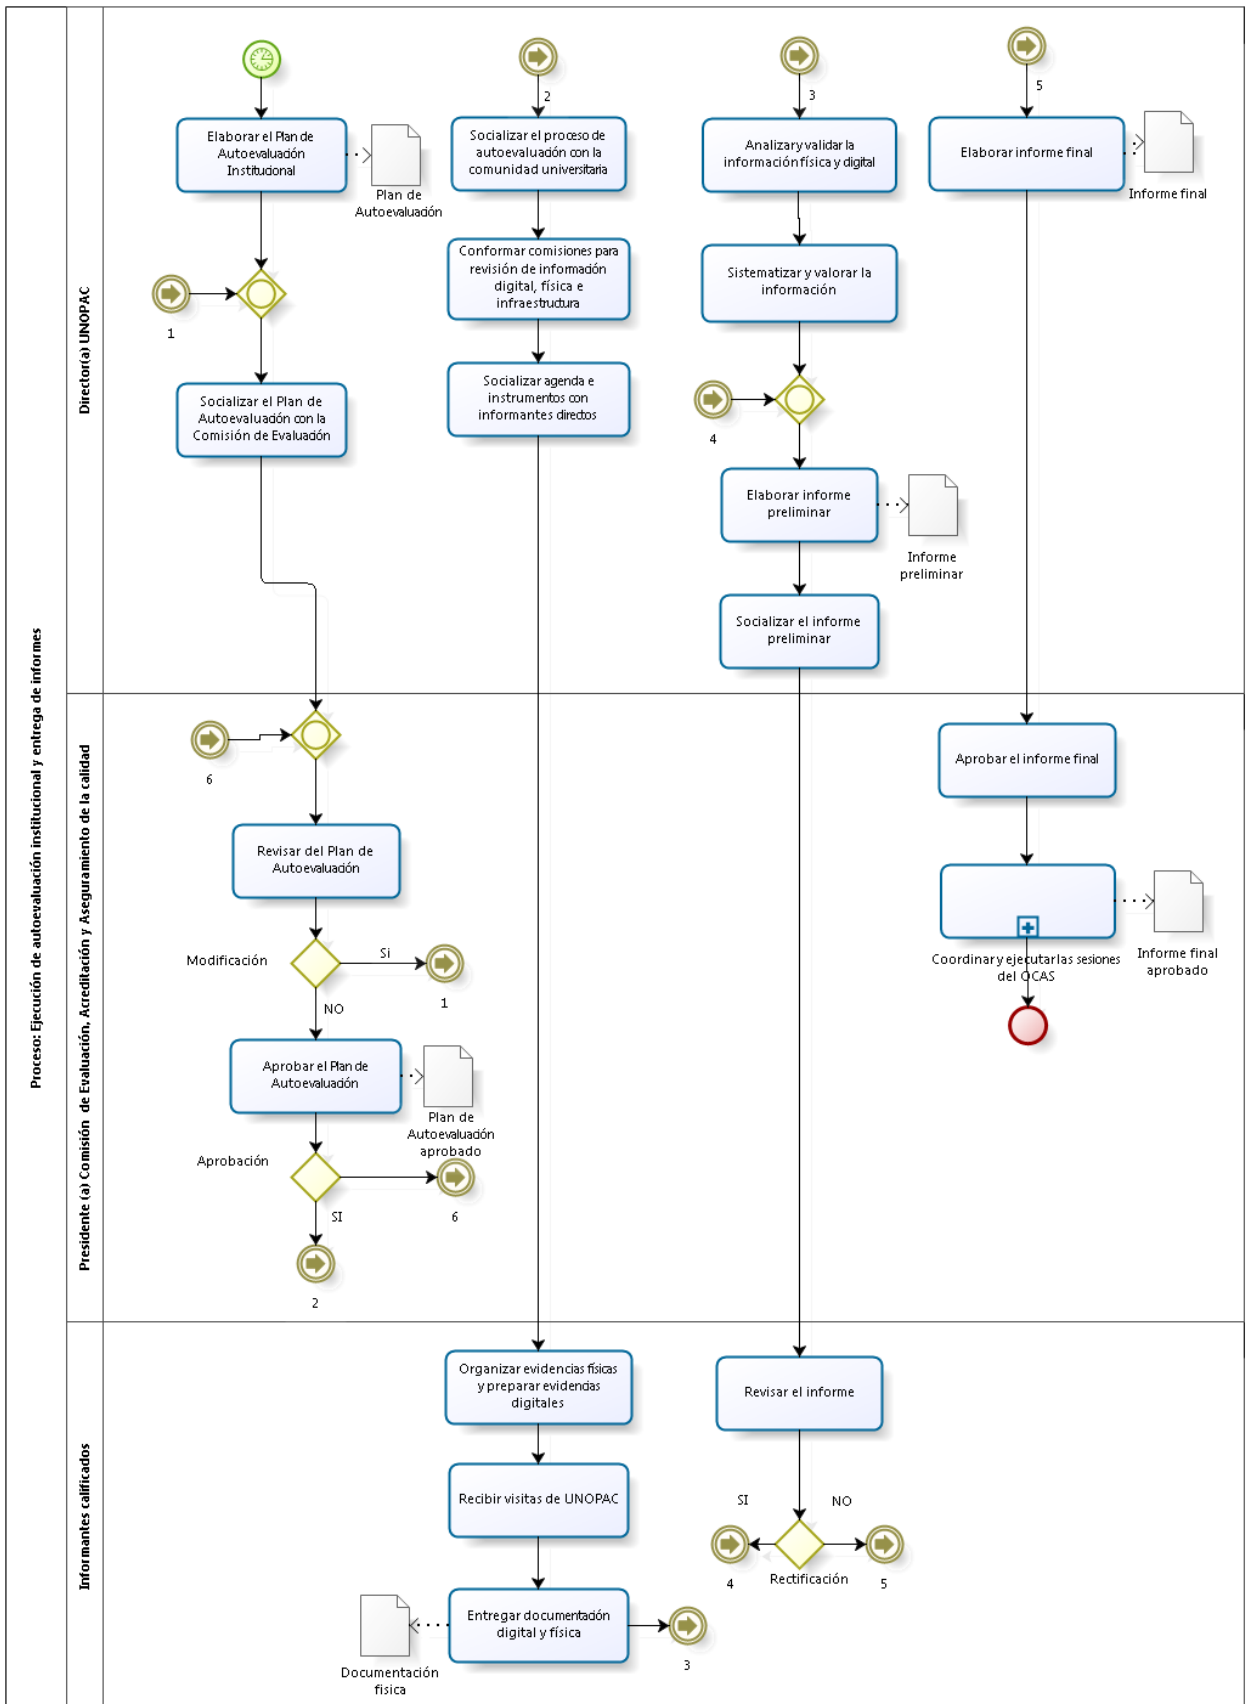 Proceso: Ejecución de autoevaluación institucional y entrega de informes
Director(a) UNOPAC
Elaborar el Plan de
Autoevaluación
Institucional
Plan de
Autoevaluación
1
Socializar el Plan de
Autoevaluación con la
Comisión de Evaluación
2
Socializar el proceso de
autoevaluación con la
comunidad universitaria
Conformar comisiones para
revisión de información
digital, física e
infraestructura
Socializar agenda e
instrumentos con
informantes directos
3
Analizar y validar la
información física y digital
Sistematizar y valorar la
información
4
Elaborar informe
preliminar
Informe
preliminar
Socializar el informe
preliminar
5
Elaborar informe final
Informe final
Presidente (a) Comisión de Evaluación, Acreditación y Aseguramiento de la calidad
6
Revisar del Plan de
Autoevaluación
Modificación
Si
1
NO
Aprobar el Plan de
Autoevaluación
Plan de
Autoevaluación
aprobado
Aprobación
SI
6
2
Aprobar el informe final
Coordinar y ejecutar las sesiones
del OCAS
Informe final
aprobado
Informantes calificados
Organizar evidencias físicas
y preparar evidencias
digitales
Recibir visitas de UNOPAC
Entregar documentación
digital y física
Documentación
fisica
3
Revisar el informe
SI
NO
4
Rectificación
5